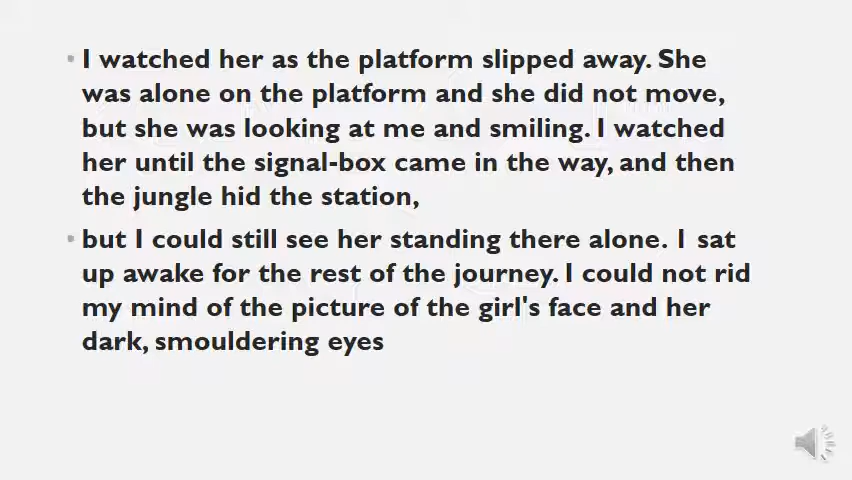 I watched her as the platform slipped away. She
was alone on the platform and she did not move,
but she was looking at me and smiling. I watched
her until the signal-box came in the way, and then
the jungle hid the station,
but I could still see her standing there alone. I sat
up awake for the rest of the journey. I could not rid
my mind of the picture of the girl's face and her
dark, smouldering eyes